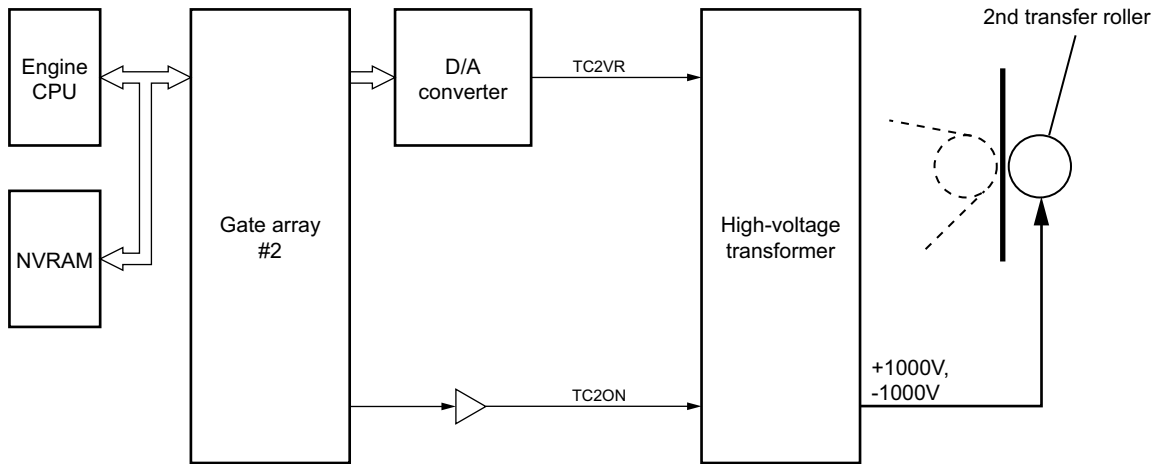 2nd transfer roller
Engine
CPU
D/A
converter
TC2VR
NVRAM
Gate array
#2
High-voltage
transformer
TC2ON
+1000V,
-1000V